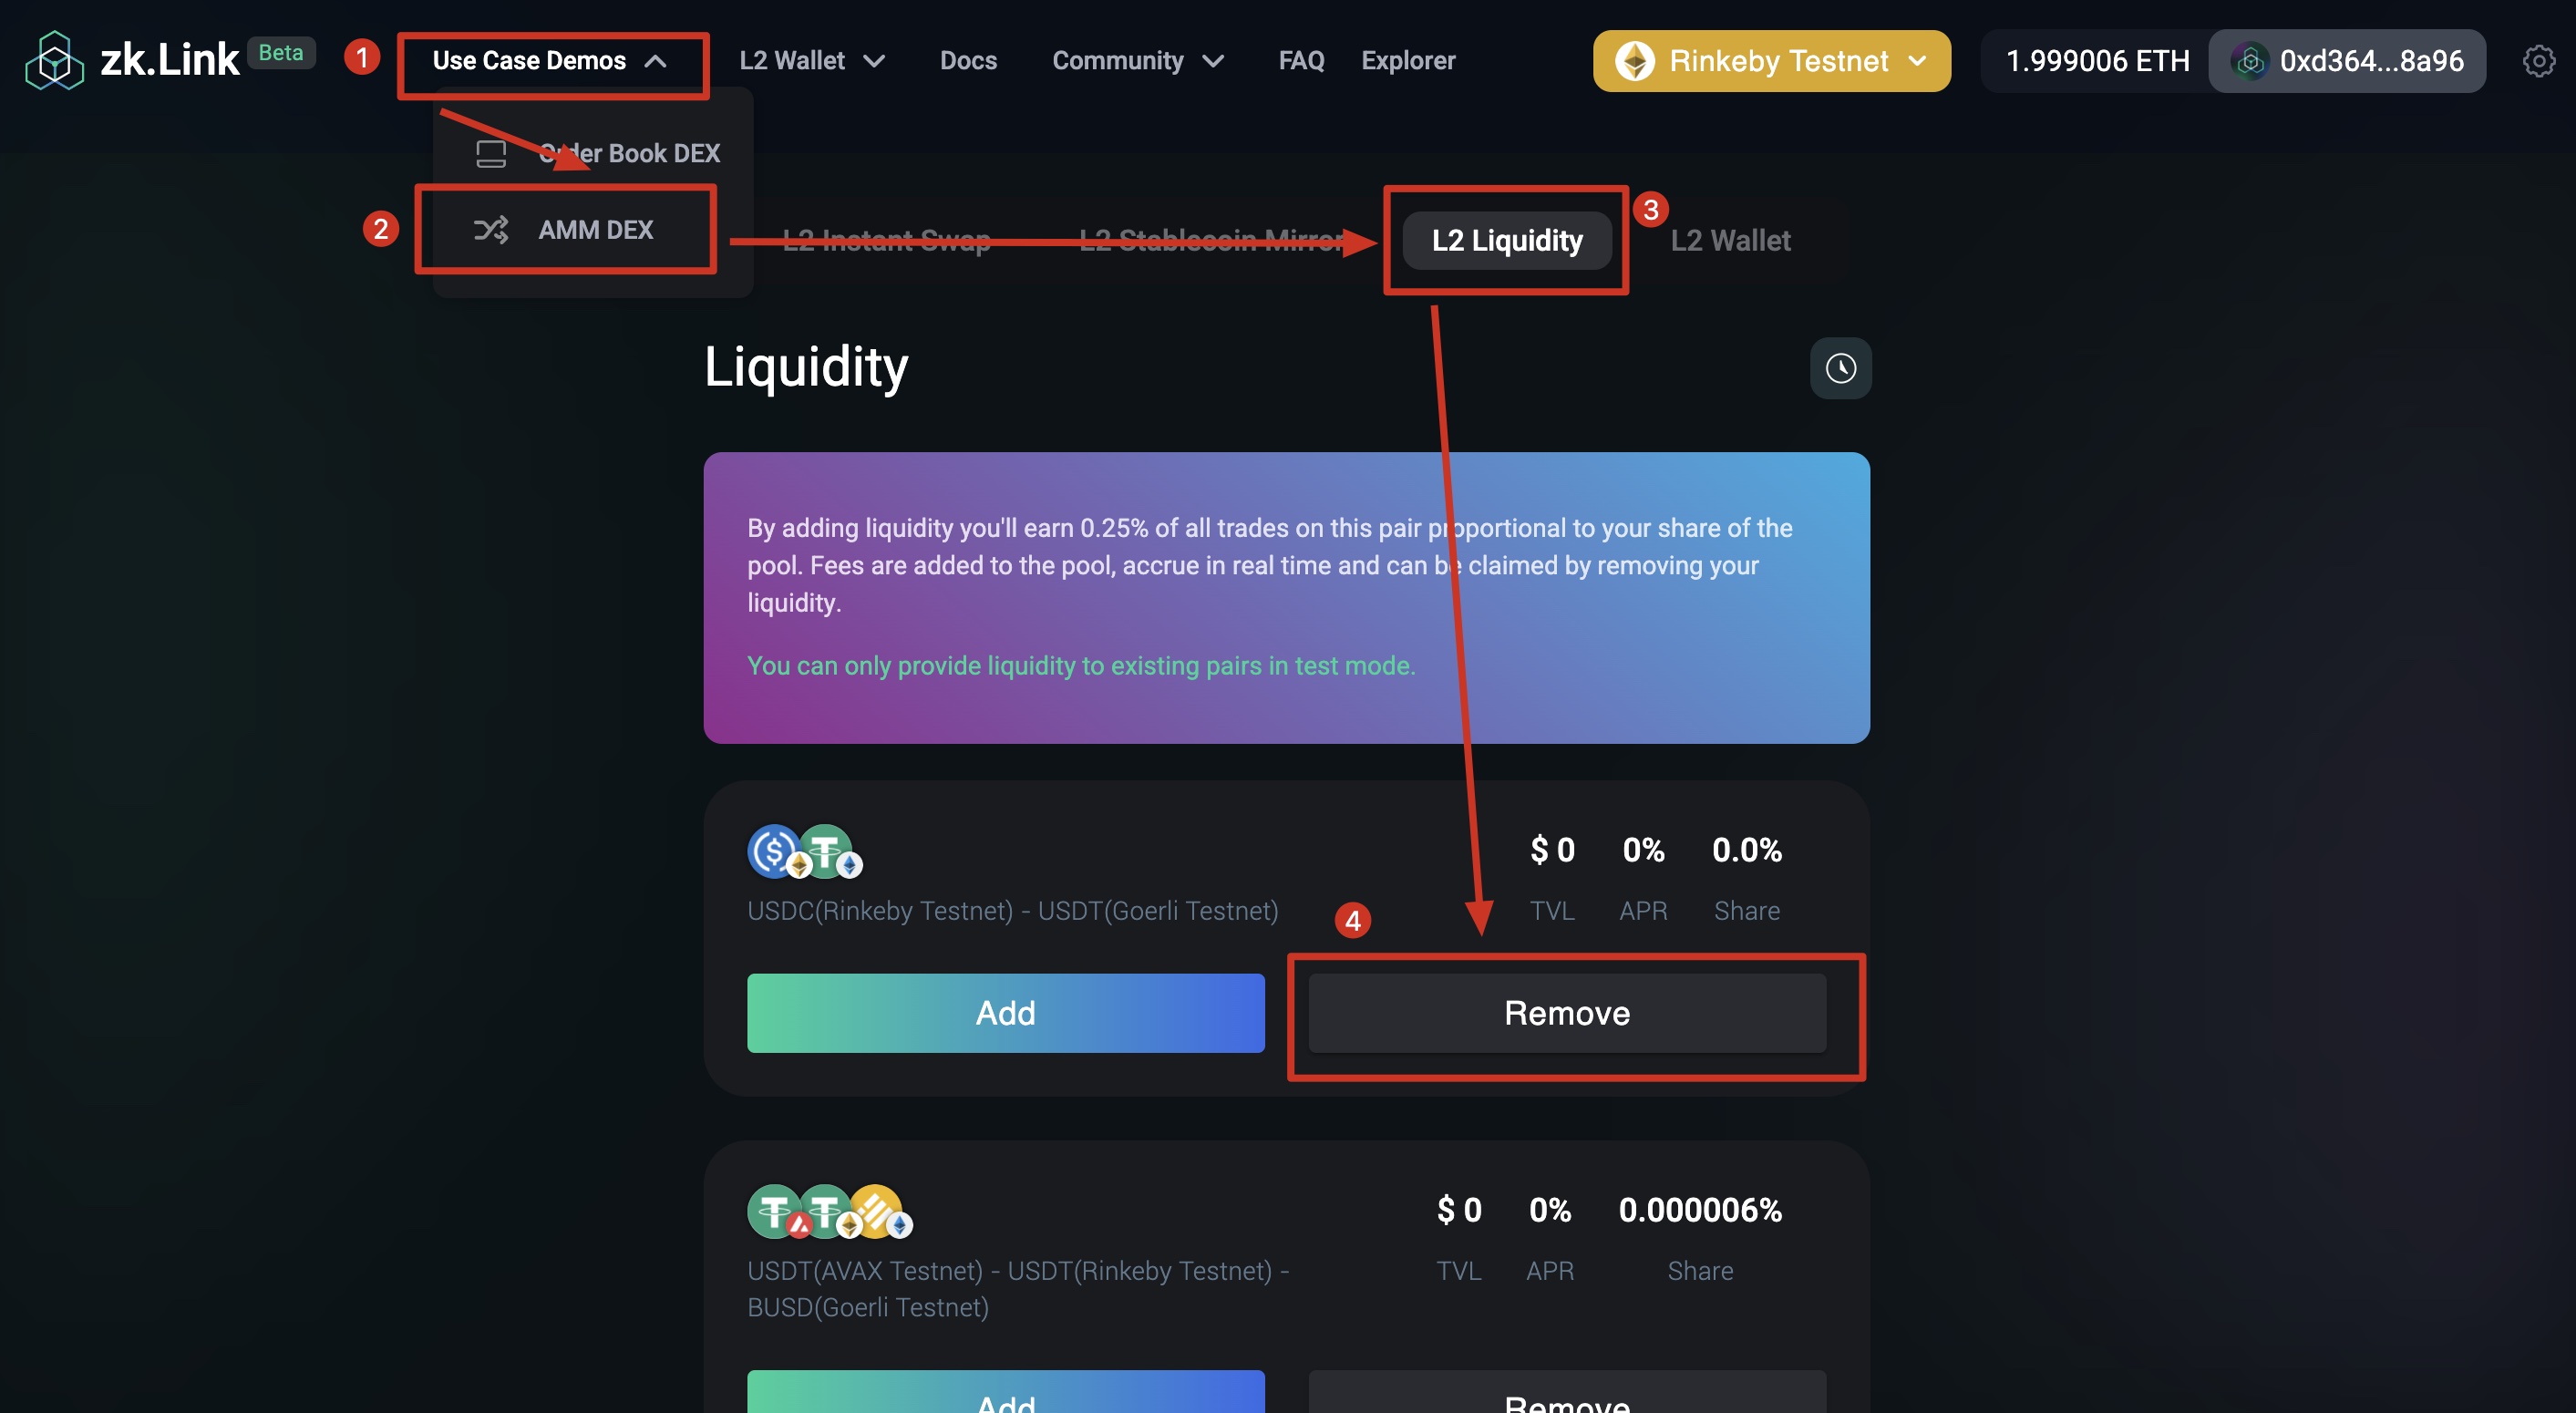 zk.Link Beta
1
Use Case Demos
L2 Wallet
Docs
Community
FAQ
Explorer
Rinkeby Testnet
1.999006 ETH
0xd364...8a96
Order Book DEX
2
AMM DEX
L2 Instant Swap
L2 Stablecoin Mirror
L2 Liquidity
3
L2 Wallet
Liquidity
By adding liquidity you'll earn 0.25% of all trades on this pair proportional to your share of the
pool. Fees are added to the pool, accrue in real time and can be claimed by removing your
liquidity.
You can only provide liquidity to existing pairs in test mode.
$ 0
0%
0.0%
USDC(Rinkeby Testnet) - USDT(Goerli Testnet)
TVL
APR
Share
4
Add
Remove
$ 0
0%
0.000006%
USDT(AVAX Testnet) - USDT(Rinkeby Testnet) -
BUSD(Goerli Testnet)
TVL
APR
Share
Add
Remove